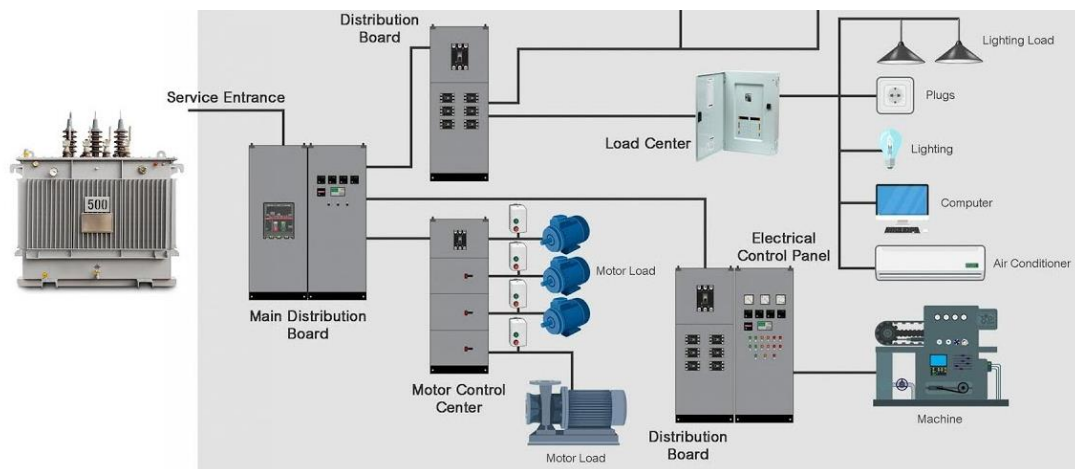 Distribution
Board
Service Entrance
500
Load Center
Lighting Load
Plugs
Lighting
Computer
Air Conditioner
Main Distribution
Board
Motor Load
Motor Control
Center
Motor Load
Electrical
Control Panel
Distribution
Board
Machine